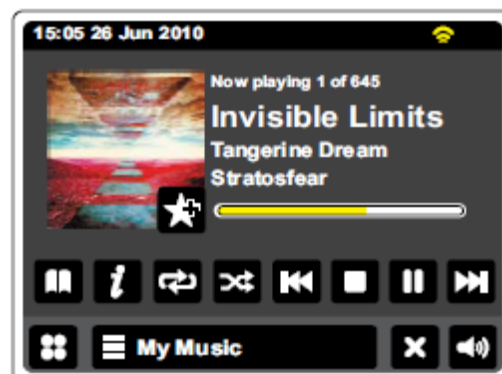 15:05 26 Jun 2010
Now playing 1 of 645
Invisible Limits
Tangerine Dream
Stratosfear
i
My Music